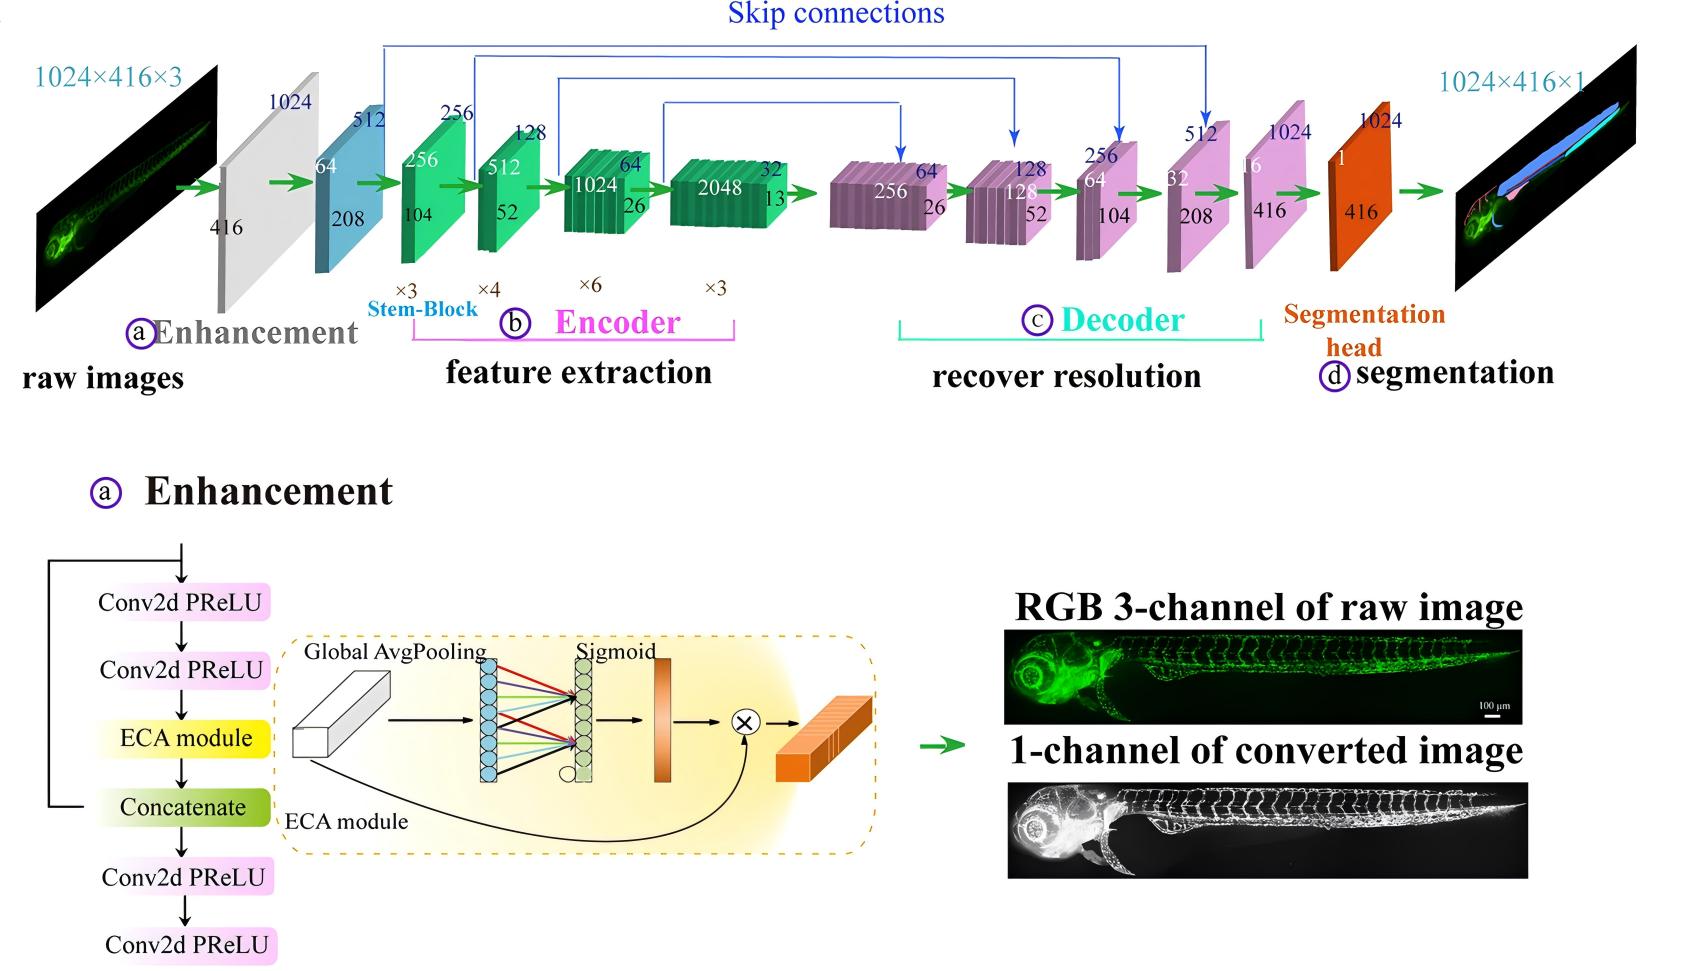 Skip connections
1024×416×3
1024
416
512
64
208
256
256
104
128
512
52
64
1024
26
32
2048
13
64
256
26
128
128
52
256
64
104
512
32
208
1024
16
416
1024
1
416
1024×416×1
×3
×4
×6
×3
Stem-Block
a Enhancement
b Encoder
c Decoder
Segmentation
head
raw images
feature extraction
recover resolution
d segmentation
a Enhancement
Conv2d PReLU
Conv2d PReLU
ECA module
Concatenate
Conv2d PReLU
Conv2d PReLU
Global AvgPooling
Sigmoid
ECA module
RGB 3-channel of raw image
100 μm
1-channel of converted image